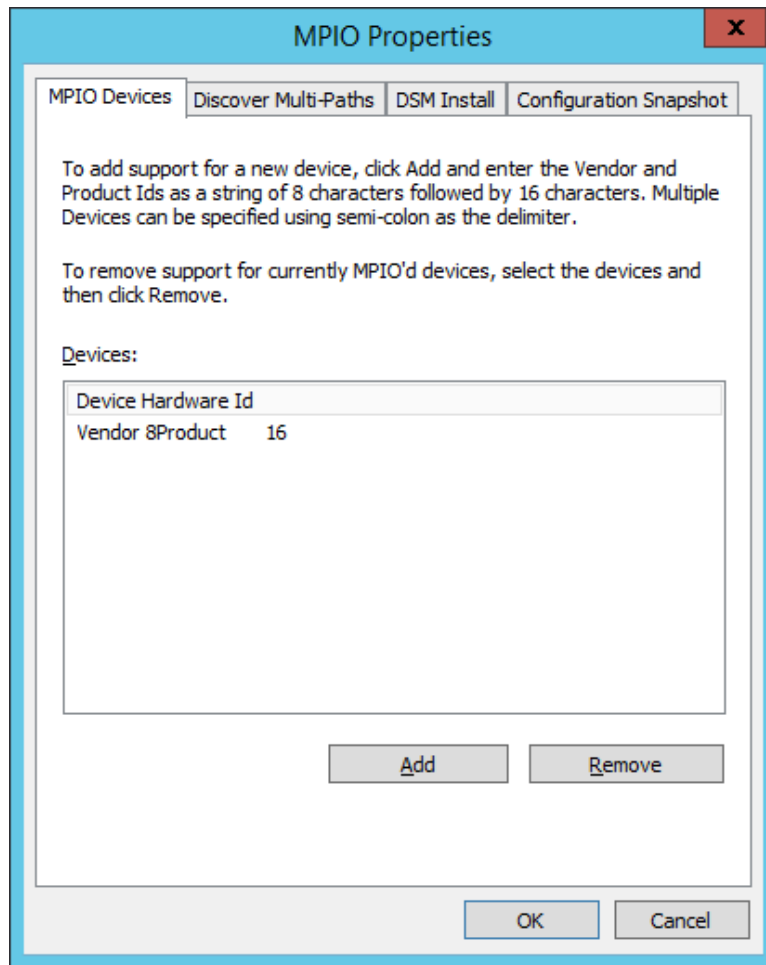 MPIO Properties
x
MPIO Devices
Discover Multi-Paths
DSM Install
Configuration Snapshot
To add support for a new device, click Add and enter the Vendor and
Product Ids as a string of 8 characters followed by 16 characters. Multiple
Devices can be specified using semi-colon as the delimiter.
To remove support for currently MPIO'd devices, select the devices and
then click Remove.
Devices:
Device Hardware Id
Vendor 8Product      16
Add
Remove
OK
Cancel